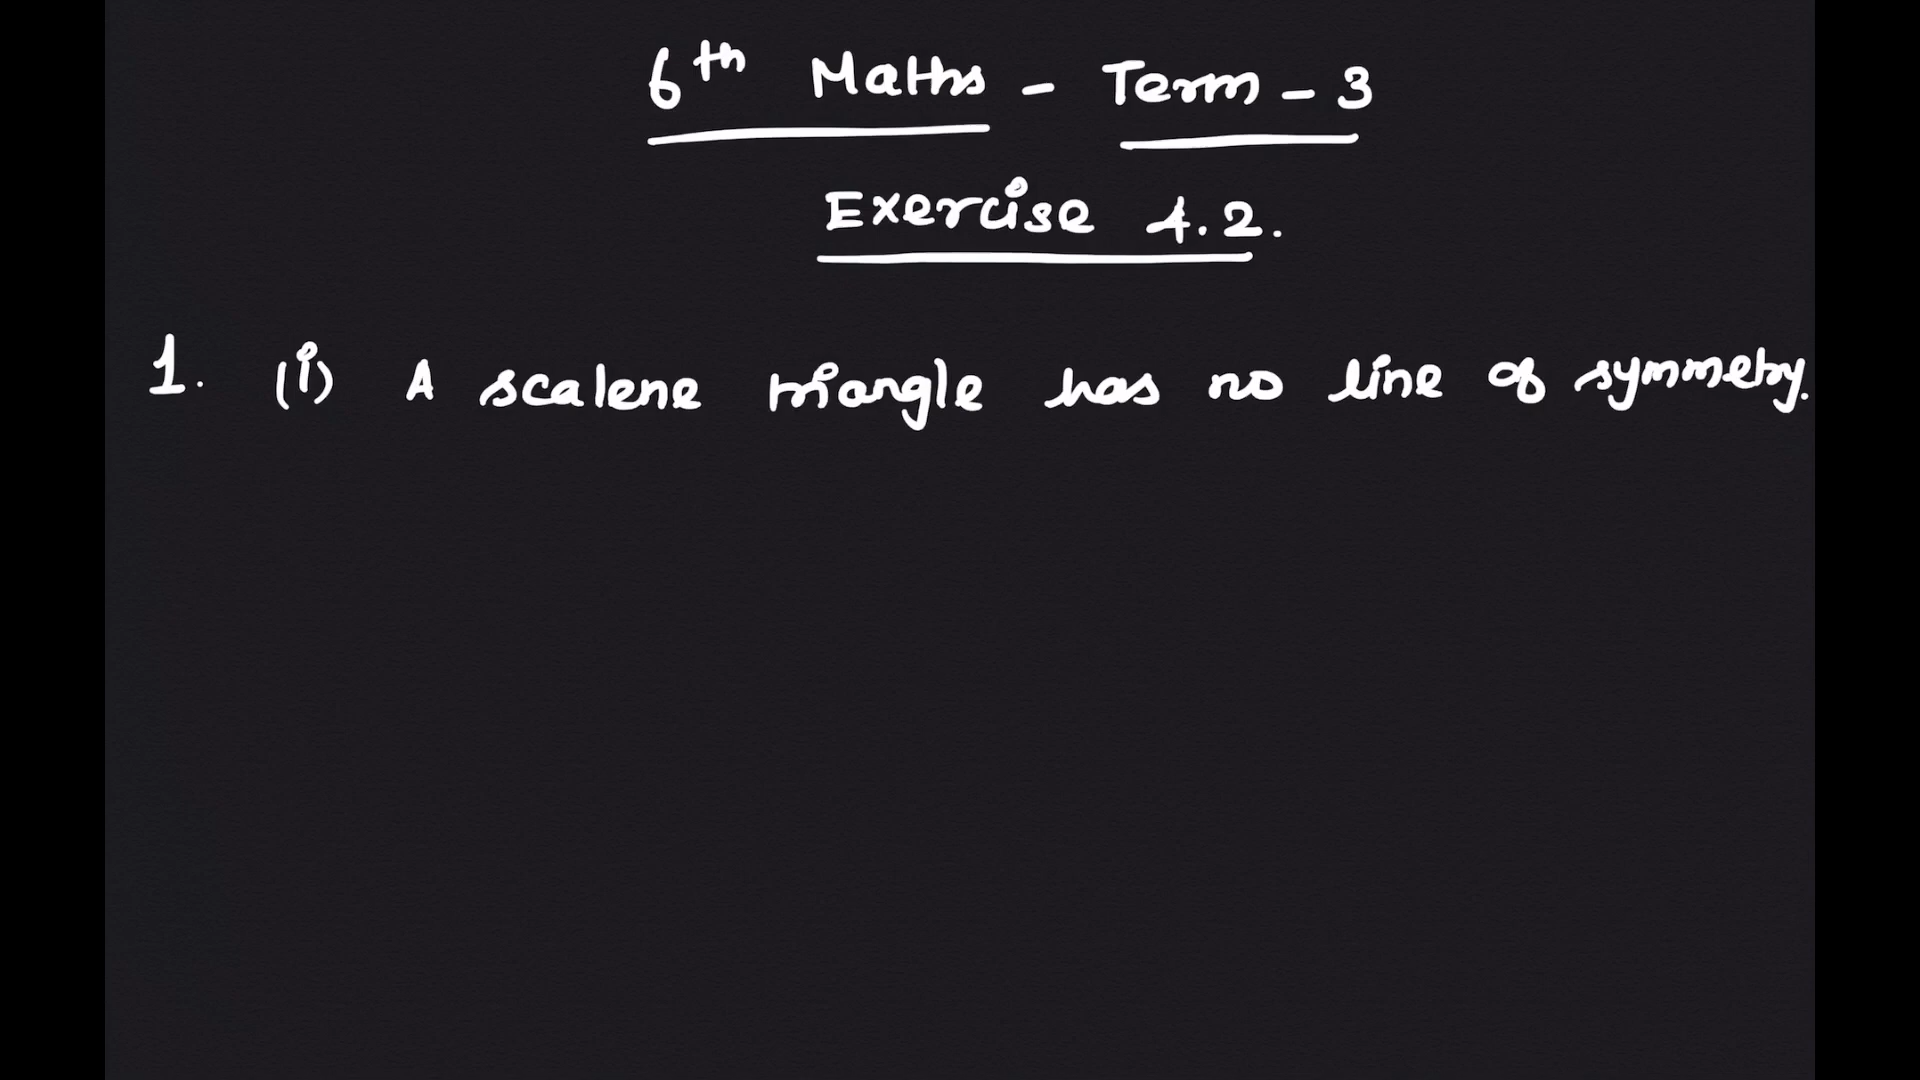 6th Maths - Term - 3
Exercise 4.2.
1. (i) A scalene triangle has no line of symmetry.